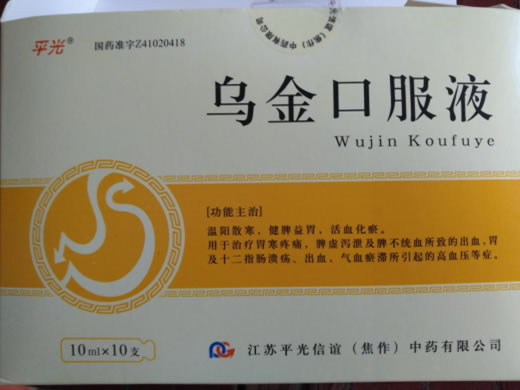 平光®
国药准字Z41020418
乌金口服液
Wujin Koufuye
[功能主治]
温阳散寒，健脾益胃，活血化瘀。
用于治疗胃寒疼痛，脾虚泻泄及脾不统血所致的出血，胃
及十二指肠溃疡、出血，气血瘀滞所引起的高血压等症。
10ml×10支
江苏平光信谊（焦作）中药有限公司